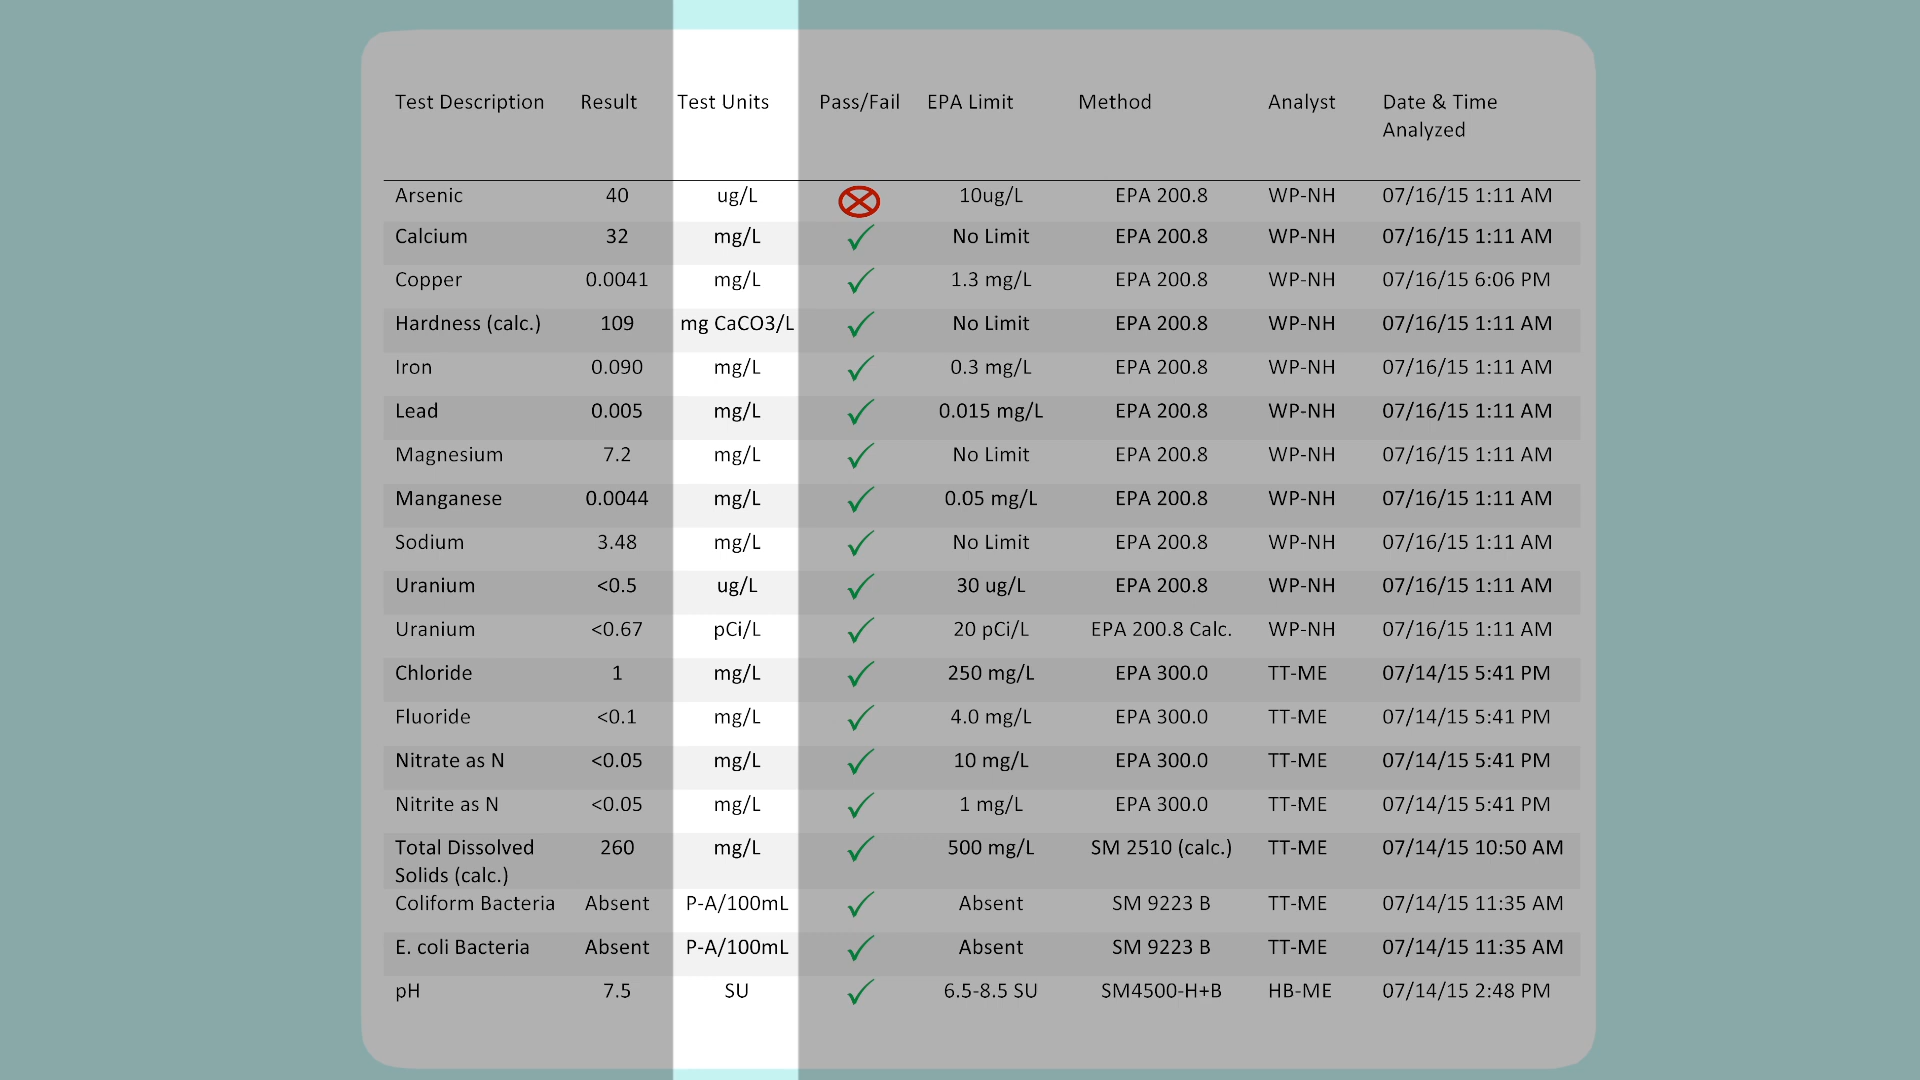 Test Description Result Test Units Pass/Fail EPA Limit Method Analyst Date & Time
Analyzed
Arsenic 40 ug/L 10ug/L EPA 200.8 WP-NH 07/16/15 1:11 AM
Calcium 32 mg/L No Limit EPA 200.8 WP-NH 07/16/15 1:11 AM
Copper 0.0041 mg/L 1.3 mg/L EPA 200.8 WP-NH 07/16/15 6:06 PM
Hardness (calc.) 109 mg CaCO3/L No Limit EPA 200.8 WP-NH 07/16/15 1:11 AM
Iron 0.090 mg/L 0.3 mg/L EPA 200.8 WP-NH 07/16/15 1:11 AM
Lead 0.005 mg/L 0.015 mg/L EPA 200.8 WP-NH 07/16/15 1:11 AM
Magnesium 7.2 mg/L No Limit EPA 200.8 WP-NH 07/16/15 1:11 AM
Manganese 0.0044 mg/L 0.05 mg/L EPA 200.8 WP-NH 07/16/15 1:11 AM
Sodium 3.48 mg/L No Limit EPA 200.8 WP-NH 07/16/15 1:11 AM
Uranium <0.5 ug/L 30 ug/L EPA 200.8 WP-NH 07/16/15 1:11 AM
Uranium <0.67 pCi/L 20 pCi/L EPA 200.8 Calc. WP-NH 07/16/15 1:11 AM
Chloride 1 mg/L 250 mg/L EPA 300.0 TT-ME 07/14/15 5:41 PM
Fluoride <0.1 mg/L 4.0 mg/L EPA 300.0 TT-ME 07/14/15 5:41 PM
Nitrate as N <0.05 mg/L 10 mg/L EPA 300.0 TT-ME 07/14/15 5:41 PM
Nitrite as N <0.05 mg/L 1 mg/L EPA 300.0 TT-ME 07/14/15 5:41 PM
Total Dissolved 260 mg/L 500 mg/L SM 2510 (calc.) TT-ME 07/14/15 10:50 AM
Solids (calc.)
Coliform Bacteria Absent P-A/100mL Absent SM 9223 B TT-ME 07/14/15 11:35 AM
E. coli Bacteria Absent P-A/100mL Absent SM 9223 B TT-ME 07/14/15 11:35 AM
pH 7.5 SU 6.5-8.5 SU SM4500-H+B HB-ME 07/14/15 2:48 PM